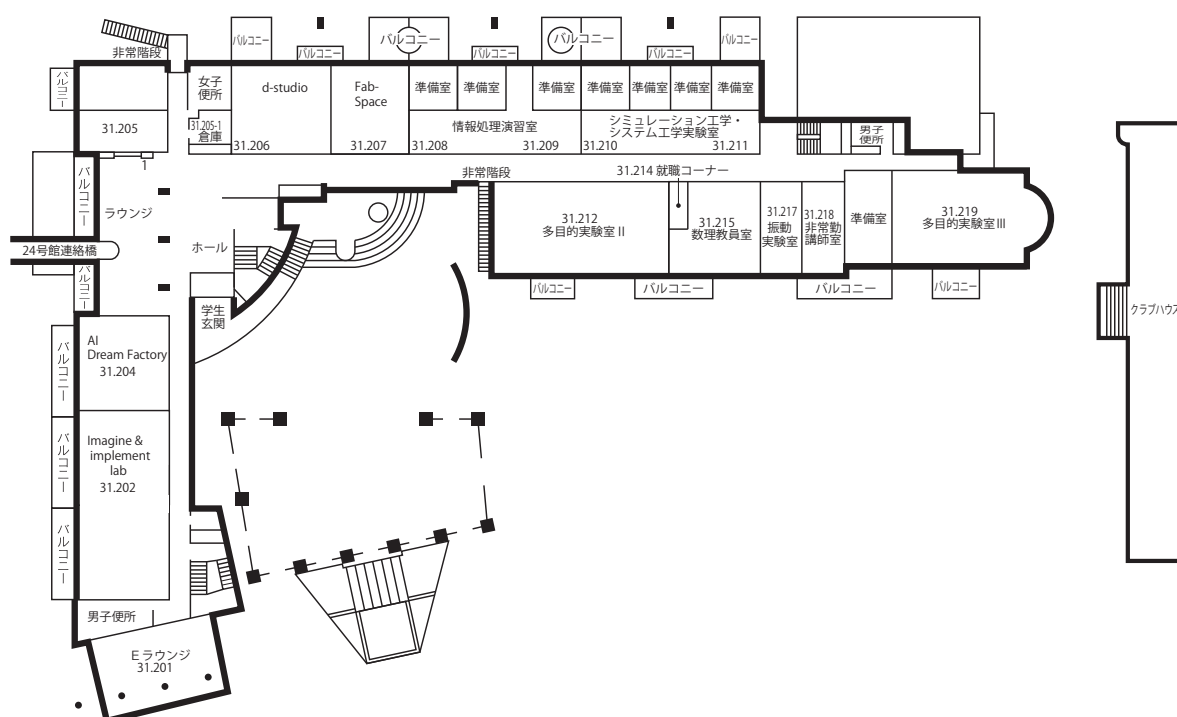 非常階段
バルコニー
バルコニー
バルコニー
バルコニー
バルコニー
バルコニー
バルコニー
バルコニー
女子
便所
d-studio
Fab-
Space
準備室
準備室
準備室
準備室
準備室
準備室
準備室
31.205
31.205-1
倉庫
31.206
31.207
情報処理演習室
31.208
31.209
シミュレーション工学・
システム工学実験室
31.210
31.211
男子
便所
1
非常階段
31.214 就職コーナー
バルコニー
ラウンジ
24号館連絡橋
ホール
バルコニー
31.212
多目的実験室Ⅱ
31.215
数理教員室
31.217
振動
実験室
31.218
非常勤
講師室
準備室
31.219
多目的実験室Ⅲ
バルコニー
バルコニー
バルコニー
バルコニー
学生
玄関
クラブハウス
バルコニー
AI
Dream Factory
31.204
バルコニー
Imagine &
implement
lab
31.202
バルコニー
男子便所
Eラウンジ
31.201